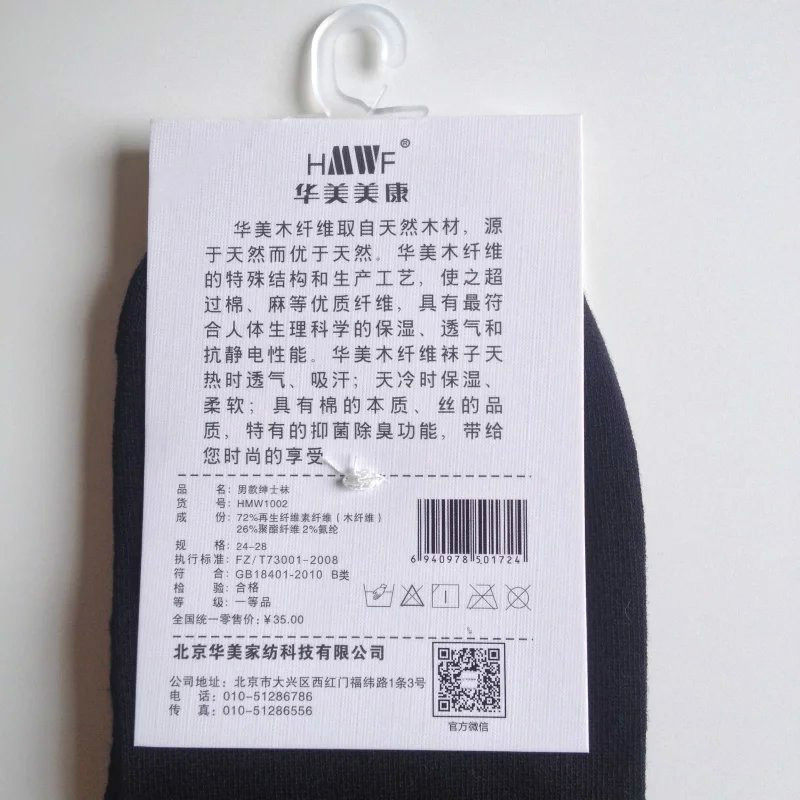 HMWF®
华美美康
华美木纤维取自天然木材，源
于天然而优于天然。华美木纤维
的特殊结构和生产工艺，使之超
过棉、麻等优质纤维，具有最符
合人体生理科学的保湿、透气和
抗静电性能。华美木纤维袜子天
热时透气、吸汗；天冷时保湿、
柔软；具有棉的本质、丝的品
质，特有的抑菌除臭功能，带给
您时尚的享受
品 名：男款绅士袜
货 号：HMW1002
成 份：72%再生纤维素纤维（木纤维）
26%聚酯纤维 2%氨纶
规 格：24-28
执行标准：FZ/T73001-2008
符 合：GB18401-2010 B类
检 验：合格
等 级：一等品
全国统一零售价：¥35.00
6 940978 501724
北京华美家纺科技有限公司
公司地址：北京市大兴区西红门福纬路1条3号
电 话：010-51286786
传 真：010-51286556
官方微信